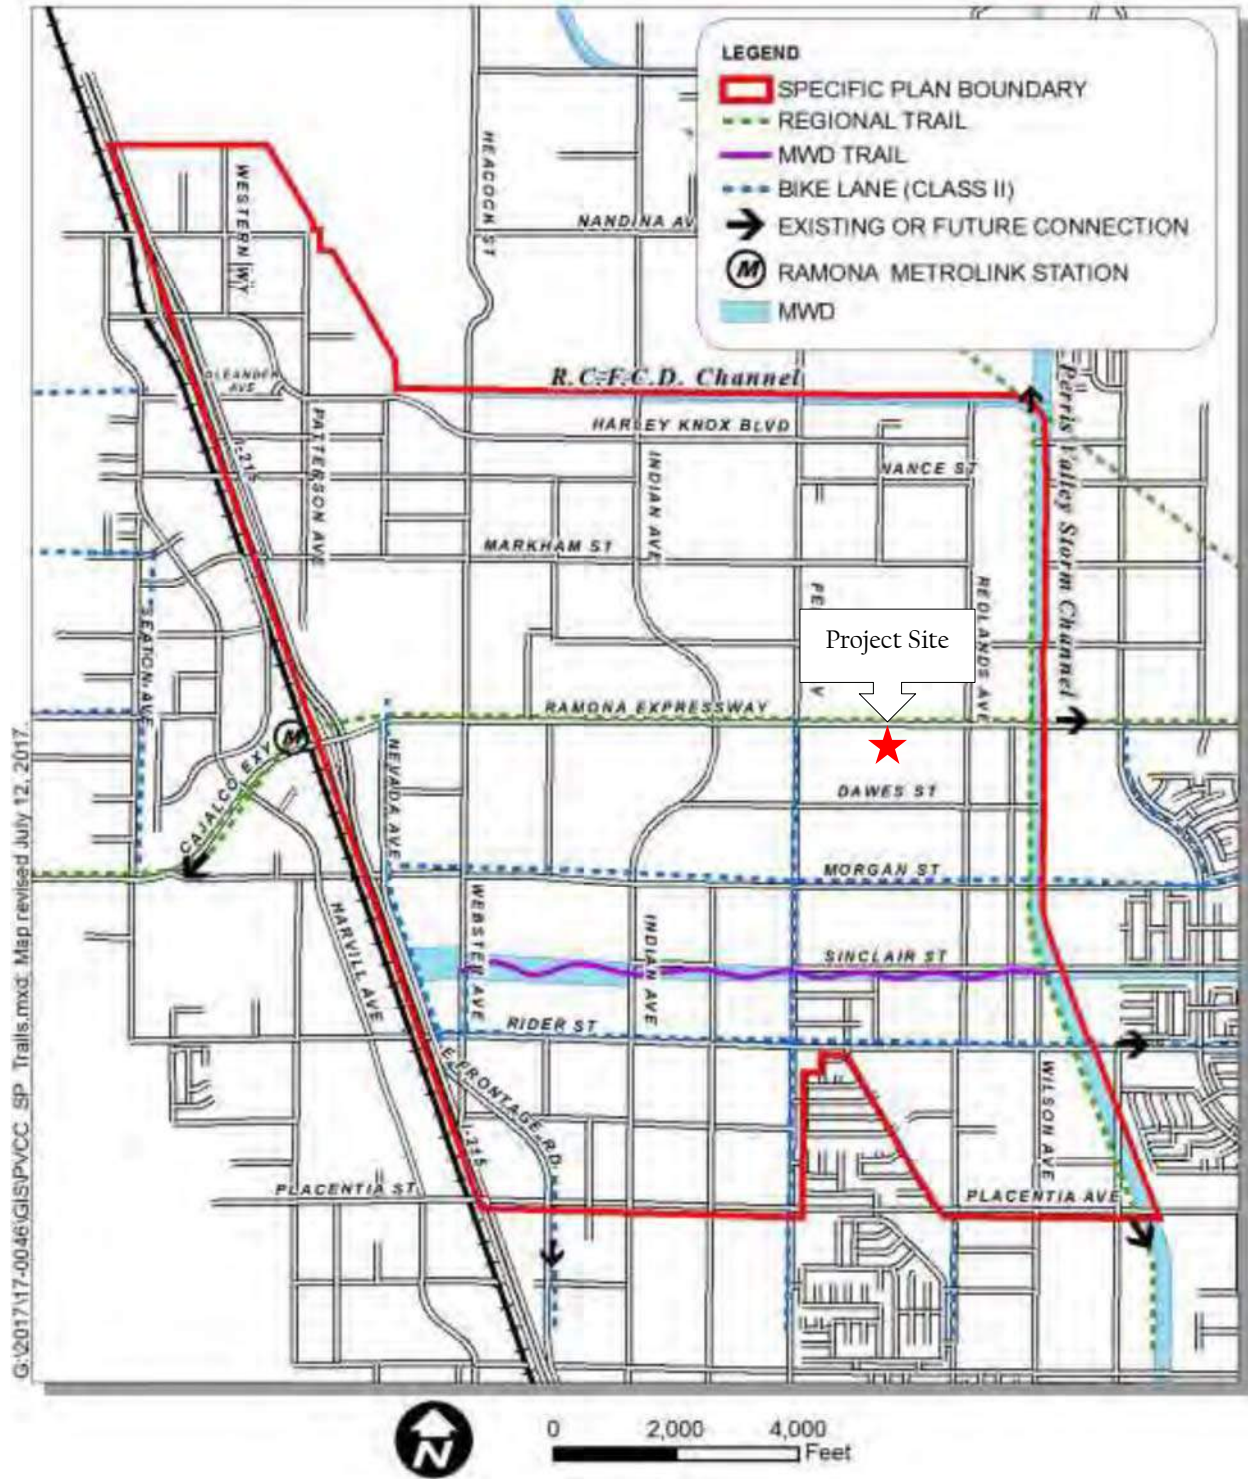 LEGEND
SPECIFIC PLAN BOUNDARY
REGIONAL TRAIL
MWD TRAIL
BIKE LANE (CLASS II)
EXISTING OR FUTURE CONNECTION
M
RAMONA METROLINK STATION
MWD
HEACOCK ST
WESTERN WY
NANDINA AV
OLEANDER
AVE
R.C.F.C.D. Channel
HARLEY KNOX BLVD
Perris Valley Storm Channel
PATTERSON AVE
I-215
INDIAN AVE
NANCE ST
MARKHAM ST
SEATON AVE
PE
V
REDLANDS AVE
Project Site
RAMONA EXPRESSWAY
M
CAJALCO EXY
NEVADA AVE
DAWES ST
MORGAN ST
HARVILL AVE
WEBSTER AVE
INDIAN AVE
SINCLAIR ST
RIDER ST
E FRONTAGE RD
I-215
WILSON AVE
PLACENTIA ST
PLACENTIA AVE
G:\2017\17-0046\GIS\PVCC_SP_Trails.mxd; Map revised July 12, 2017.
N
0 2,000 4,000
Feet